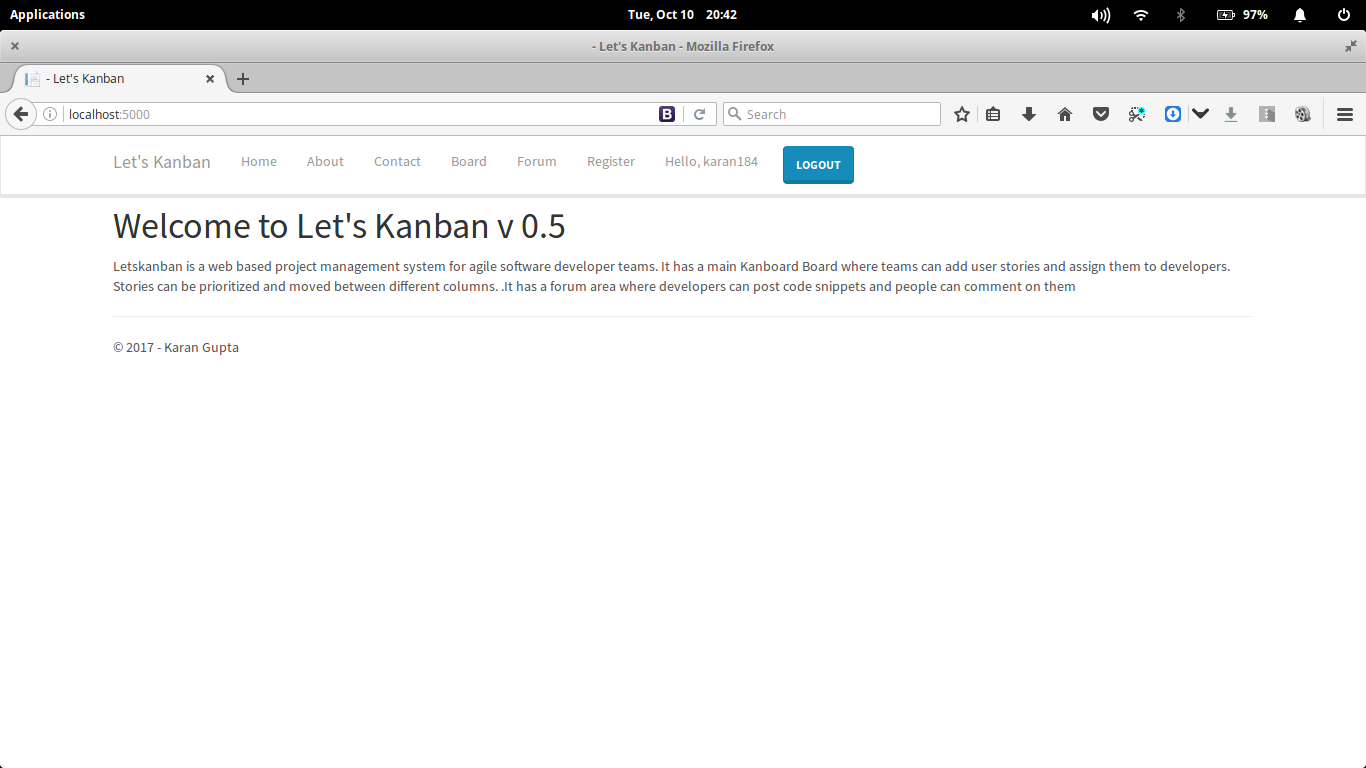 Applications Tue, Oct 10 20:42 97%
- Let's Kanban - Mozilla Firefox
- Let's Kanban
localhost:5000 B Search
Let's Kanban Home About Contact Board Forum Register Hello, karan184 LOGOUT
Welcome to Let's Kanban v 0.5
Letskanban is a web based project management system for agile software developer teams. It has a main Kanboard Board where teams can add user stories and assign them to developers.
Stories can be prioritized and moved between different columns. .It has a forum area where developers can post code snippets and people can comment on them
© 2017 - Karan Gupta